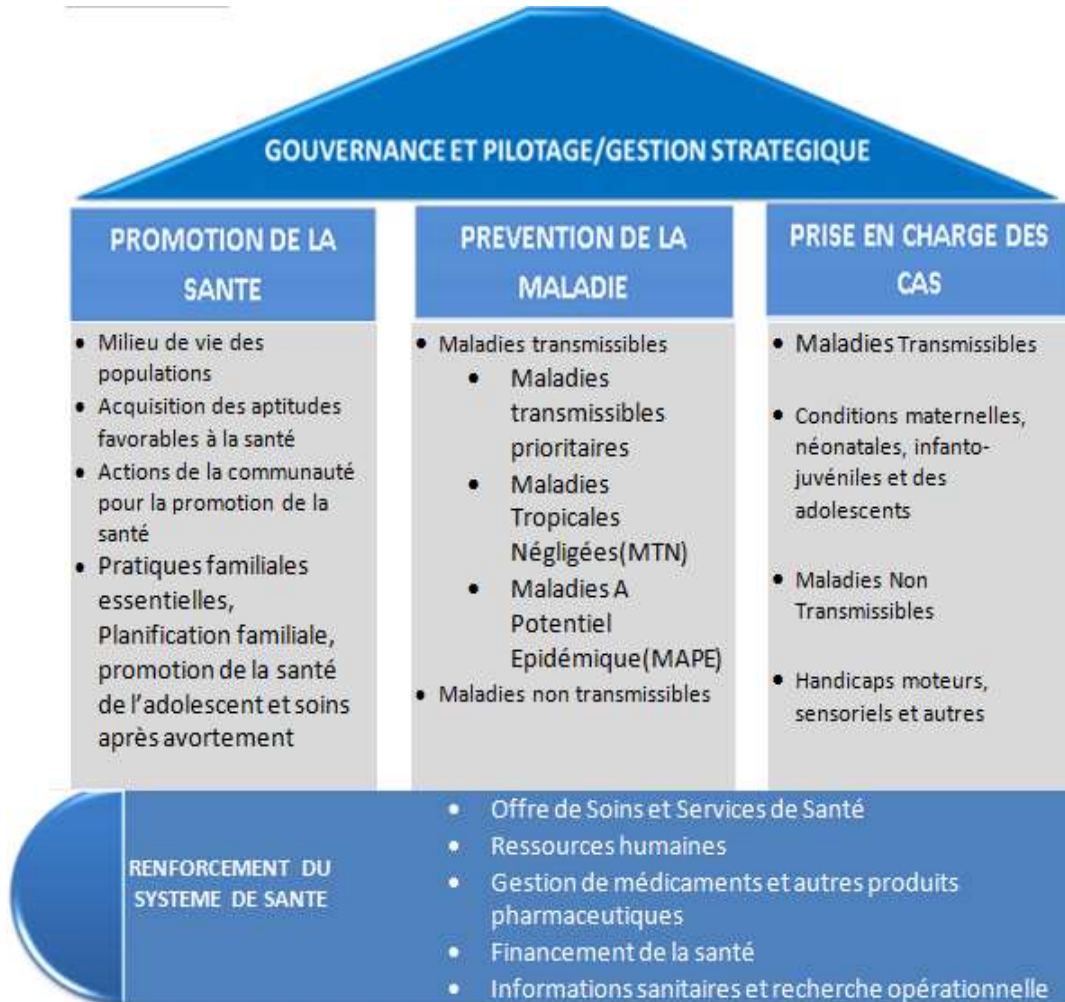 GOUVERNANCE ET PILOTAGE/GESTION STRATEGIQUE
PROMOTION DE LA
SANTE
• Milieu de vie des
populations
• Acquisition des aptitudes
favorables à la santé
• Actions de la communauté
pour la promotion de la
santé
• Pratiques familiales
essentielles,
Planification familiale,
promotion de la santé
de l'adolescent et soins
après avortement
PREVENTION DE LA
MALADIE
• Maladies transmissibles
• Maladies
transmissibles
prioritaires
• Maladies
Tropicales
Négligées(MTN)
• Maladies A
Potentiel
Epidémique(MAPE)
• Maladies non transmissibles
PRISE EN CHARGE DES
CAS
• Maladies Transmissibles
• Conditions maternelles,
néonatales, infanto-
juvéniles et des
adolescents
• Maladies Non
Transmissibles
• Handicaps moteurs,
sensoriels et autres
RENFORCEMENT DU
SYSTEME DE SANTE
• Offre de Soins et Services de Santé
• Ressources humaines
• Gestion de médicaments et autres produits
pharmaceutiques
• Financement de la santé
• Informations sanitaires et recherche opérationnelle